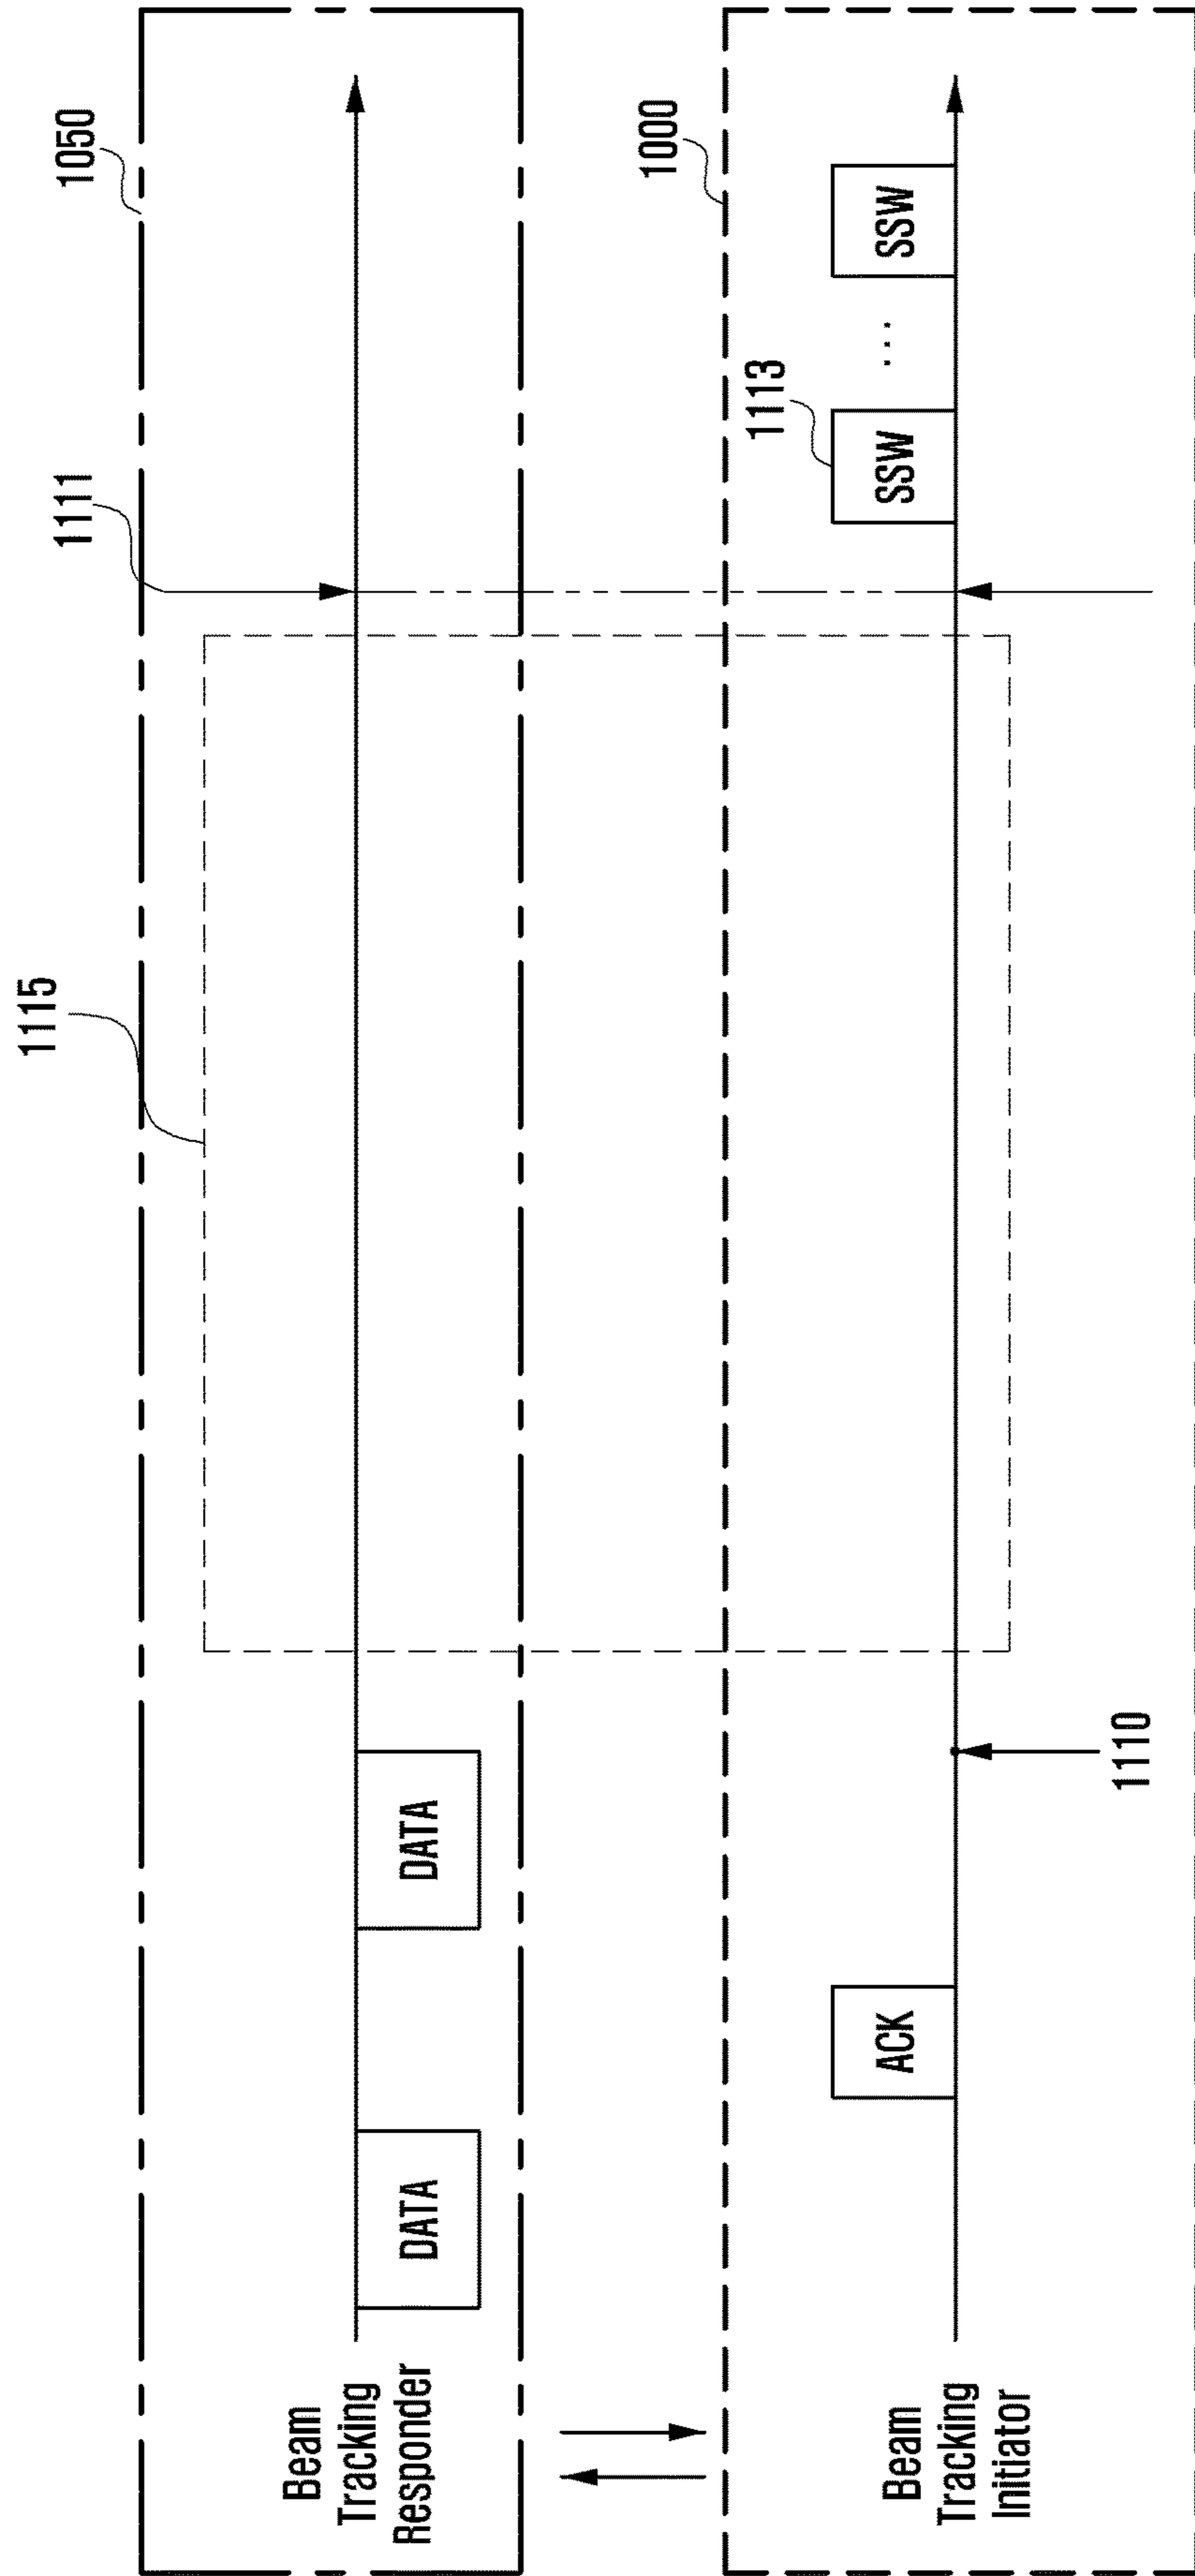 1115
1111
1050
Beam
Tracking
Responder
DATA
DATA
1113
1000
Beam
Tracking
Initiator
ACK
SSW
...
SSW
1110